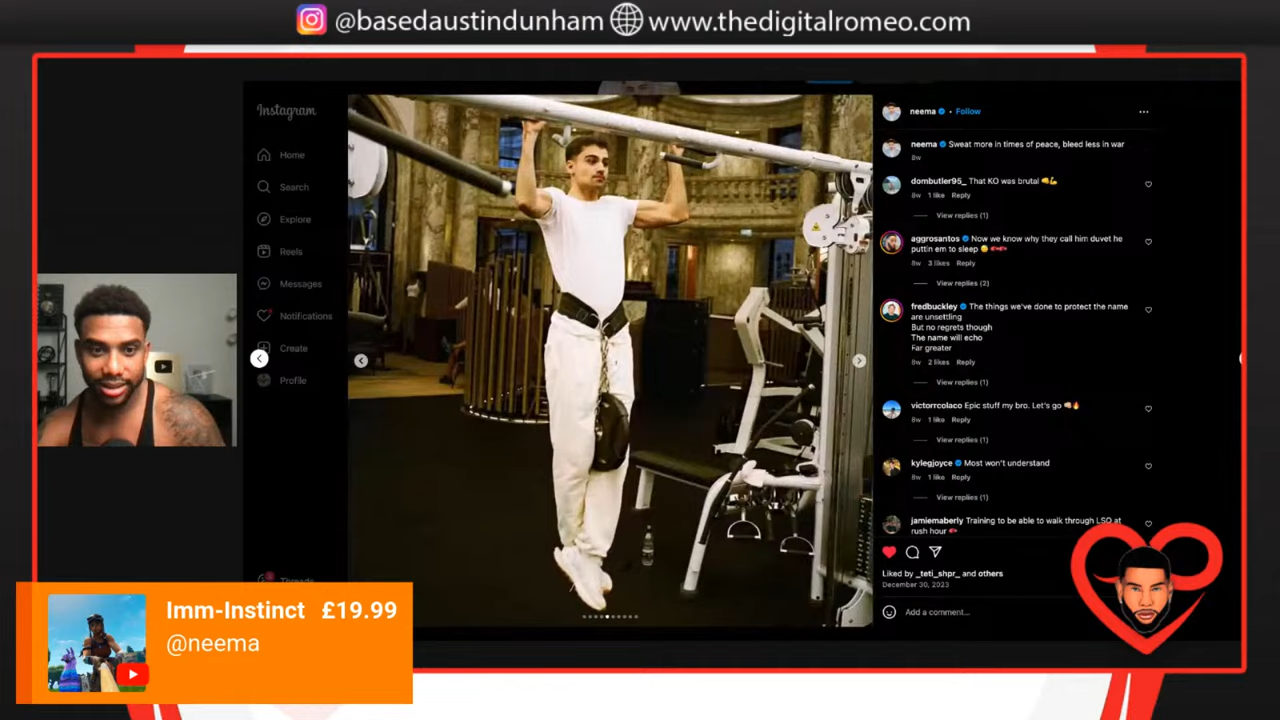 @basedaustindunham www.thedigitalromeo.com
Instagram
Home
Search
Explore
Reels
Messages
Notifications
Create
Profile
Threads
neema • Follow
neema Sweat more in times of peace, bleed less in war
8w
dombutler95_ That KO was brutal 👊💪
8w 1 like Reply
View replies (1)
aggrosantos Now we know why they call him duvet he
puttin em to sleep
8w 3 likes Reply
View replies (2)
fredbuckley The things we've done to protect the name
are unsettling
But no regrets though
The name will echo
Far greater
8w 2 likes Reply
View replies (1)
victorrcolaco Epic stuff my bro. Let's go 👊🔥
8w 1 like Reply
View replies (1)
kylegjoyce Most won't understand
8w 1 like Reply
View replies (1)
jamiemaberly Training to be able to walk through LSO at
rush hour
Liked by _teti_shpr_ and others
December 30, 2023
Add a comment...
Imm-Instinct £19.99
@neema